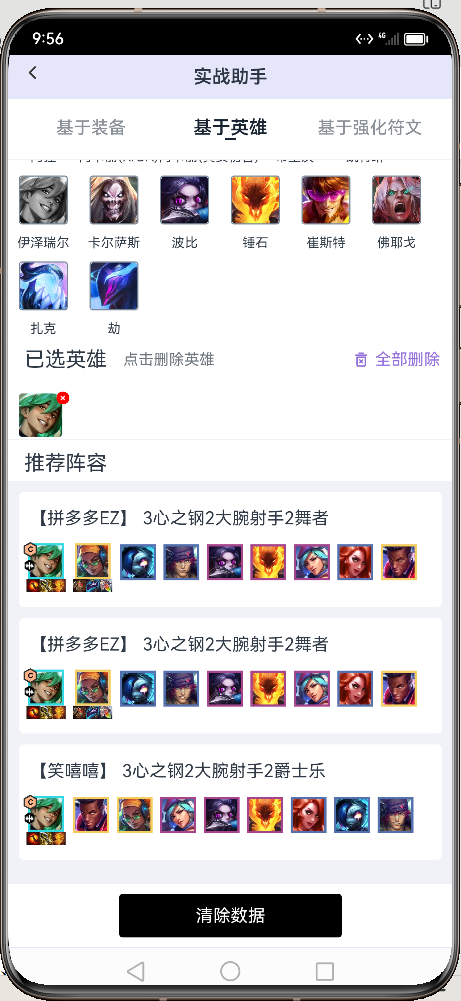 9:56
4G
实战助手
基于装备 基于英雄 基于强化符文
伊泽瑞尔 卡尔萨斯 波比 锤石 崔斯特 佛耶戈
扎克 劫
已选英雄 点击删除英雄 全部删除
推荐阵容
【拼多多EZ】 3心之钢2大腕射手2舞者
【拼多多EZ】 3心之钢2大腕射手2舞者
【笑嘻嘻】 3心之钢2大腕射手2爵士乐
清除数据